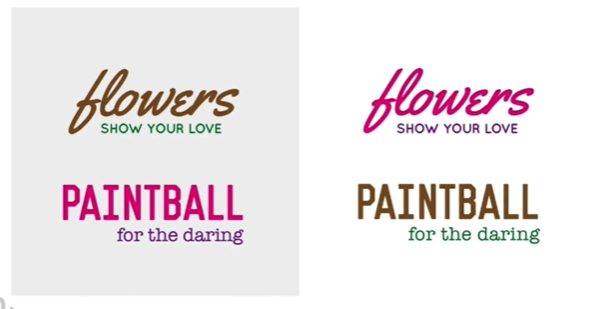 flowers
SHOW YOUR LOVE
PAINTBALL
for the daring
flowers
SHOW YOUR LOVE
PAINTBALL
for the daring